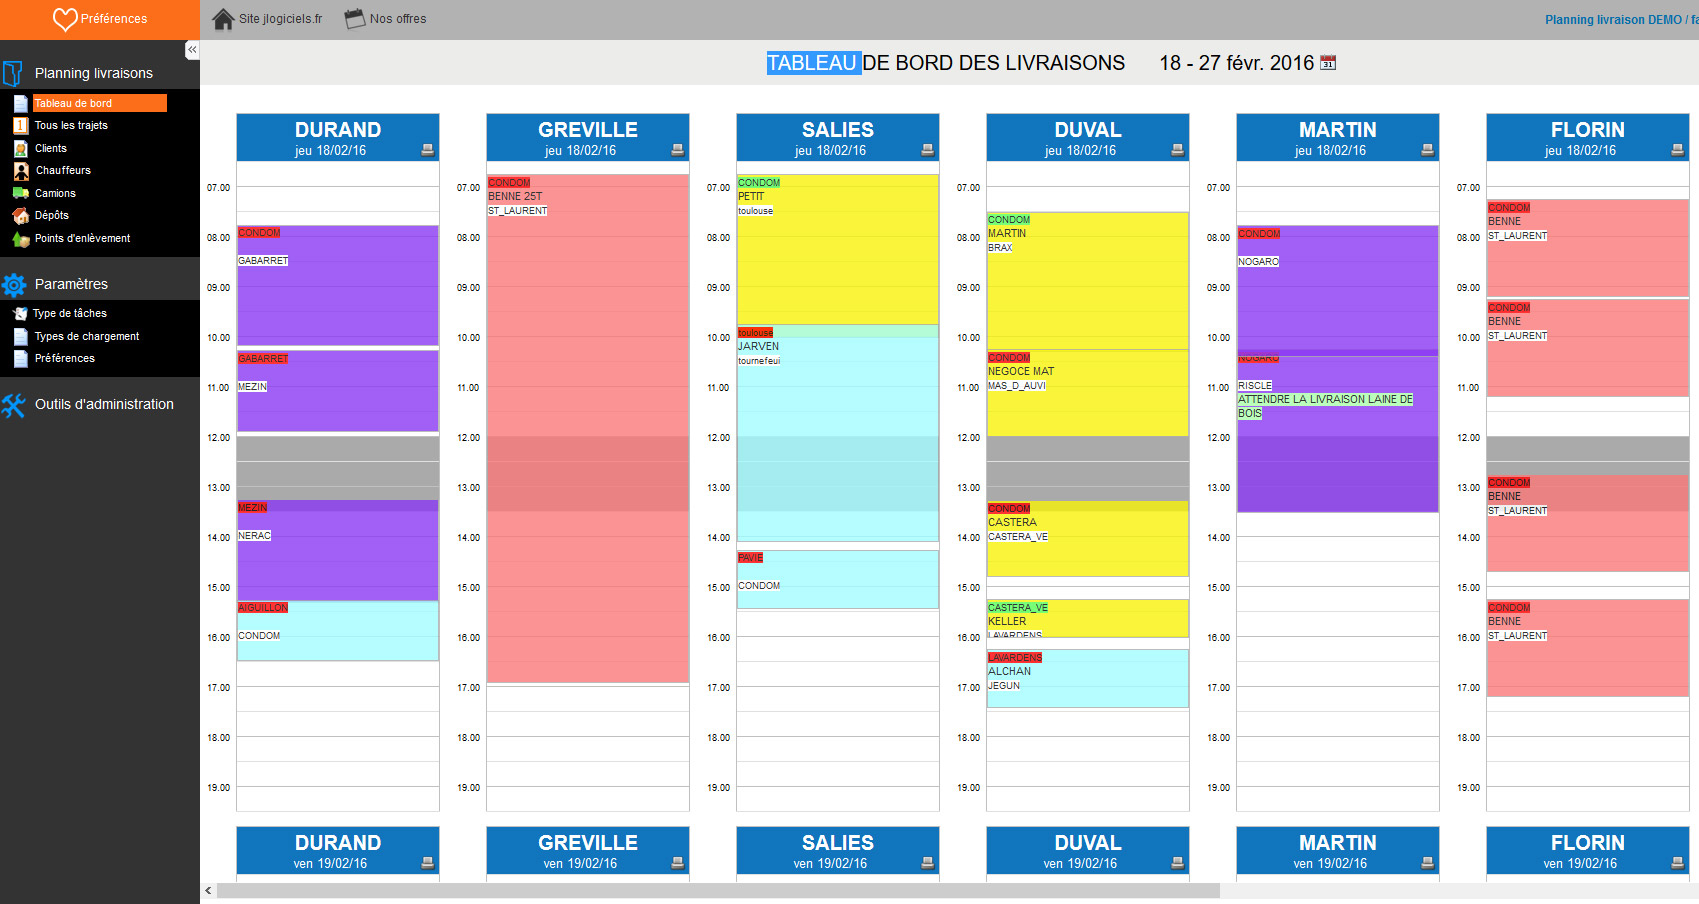 Préférences
Site jlogiciels.fr
Nos offres
Planning livraison DEMO / fa
«
Planning livraisons
Tableau de bord
Tous les trajets
Clients
Chauffeurs
Camions
Dépôts
Points d'enlèvement
Paramètres
Type de tâches
Types de chargement
Préférences
Outils d'administration
TABLEAU DE BORD DES LIVRAISONS 18 - 27 févr. 2016
31
DURAND
jeu 18/02/16
07.00
08.00
09.00
10.00
11.00
12.00
13.00
14.00
15.00
16.00
17.00
18.00
19.00
CONDOM
GABARRET
GABARRET
MEZIN
MEZIN
NERAC
AIGUILLON
CONDOM
GREVILLE
jeu 18/02/16
07.00
08.00
09.00
10.00
11.00
12.00
13.00
14.00
15.00
16.00
17.00
18.00
19.00
CONDOM
BENNE 25T
ST_LAURENT
SALIES
jeu 18/02/16
07.00
08.00
09.00
10.00
11.00
12.00
13.00
14.00
15.00
16.00
17.00
18.00
19.00
CONDOM
PETIT
toulouse
toulouse
JARVEN
tournefeui
PAVIE
CONDOM
DUVAL
jeu 18/02/16
07.00
08.00
09.00
10.00
11.00
12.00
13.00
14.00
15.00
16.00
17.00
18.00
19.00
CONDOM
MARTIN
BRAX
CONDOM
NEGOCE MAT
MAS_D_AUVI
CONDOM
CASTERA
CASTERA_VE
CASTERA_VE
KELLER
LAVARDENS
LAVARDENS
ALCHAN
JEGUN
MARTIN
jeu 18/02/16
07.00
08.00
09.00
10.00
11.00
12.00
13.00
14.00
15.00
16.00
17.00
18.00
19.00
CONDOM
NOGARO
NOGARO
RISCLE
ATTENDRE LA LIVRAISON LAINE DE
BOIS
FLORIN
jeu 18/02/16
07.00
08.00
09.00
10.00
11.00
12.00
13.00
14.00
15.00
16.00
17.00
18.00
19.00
CONDOM
BENNE
ST_LAURENT
CONDOM
BENNE
ST_LAURENT
CONDOM
BENNE
ST_LAURENT
CONDOM
BENNE
ST_LAURENT
DURAND
ven 19/02/16
GREVILLE
ven 19/02/16
SALIES
ven 19/02/16
DUVAL
ven 19/02/16
MARTIN
ven 19/02/16
FLORIN
ven 19/02/16